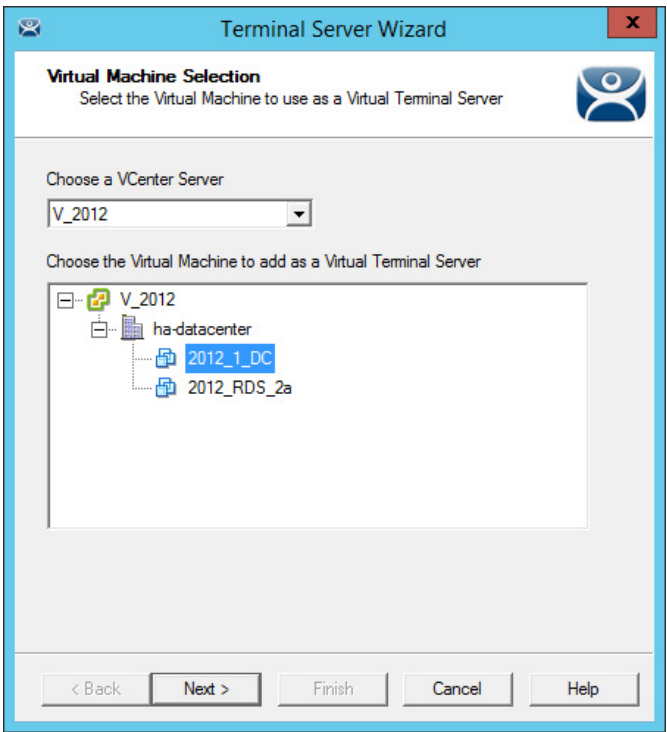 Terminal Server Wizard
x
Virtual Machine Selection
Select the Virtual Machine to use as a Virtual Terminal Server
Choose a VCenter Server
V_2012
Choose the Virtual Machine to add as a Virtual Terminal Server
V_2012
ha-datacenter
2012_1_DC
2012_RDS_2a
< Back Next > Finish Cancel Help